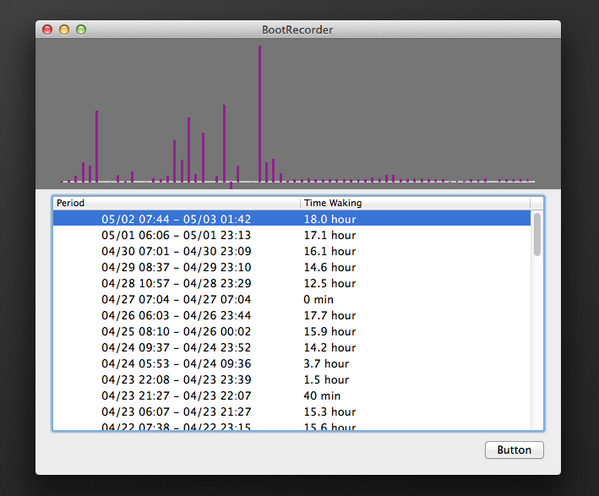 BootRecorder
Period Time Waking
05/02 07:44 – 05/03 01:42 18.0 hour
05/01 06:06 – 05/01 23:13 17.1 hour
04/30 07:01 – 04/30 23:09 16.1 hour
04/29 08:37 – 04/29 23:10 14.6 hour
04/28 10:57 – 04/28 23:29 12.5 hour
04/27 07:04 – 04/27 07:04 0 min
04/26 06:03 – 04/26 23:44 17.7 hour
04/25 08:10 – 04/26 00:02 15.9 hour
04/24 09:37 – 04/24 23:52 14.2 hour
04/24 05:53 – 04/24 09:36 3.7 hour
04/23 22:08 – 04/23 23:39 1.5 hour
04/23 21:27 – 04/23 22:07 40 min
04/23 06:07 – 04/23 21:27 15.3 hour
04/22 07:38 – 04/22 23:15 15.6 hour
Button